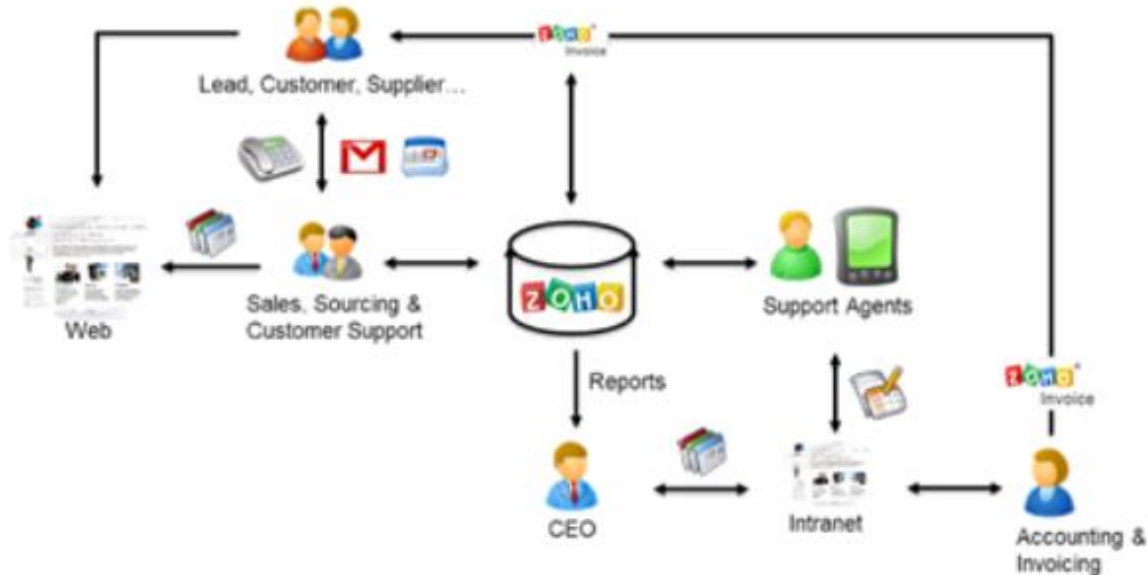 ZOHO
Invoice
Lead, Customer, Supplier...
Web
Sales, Sourcing &
Customer Support
ZOHO
Support Agents
Reports
ZOHO
Invoice
CEO
Intranet
Accounting &
Invoicing